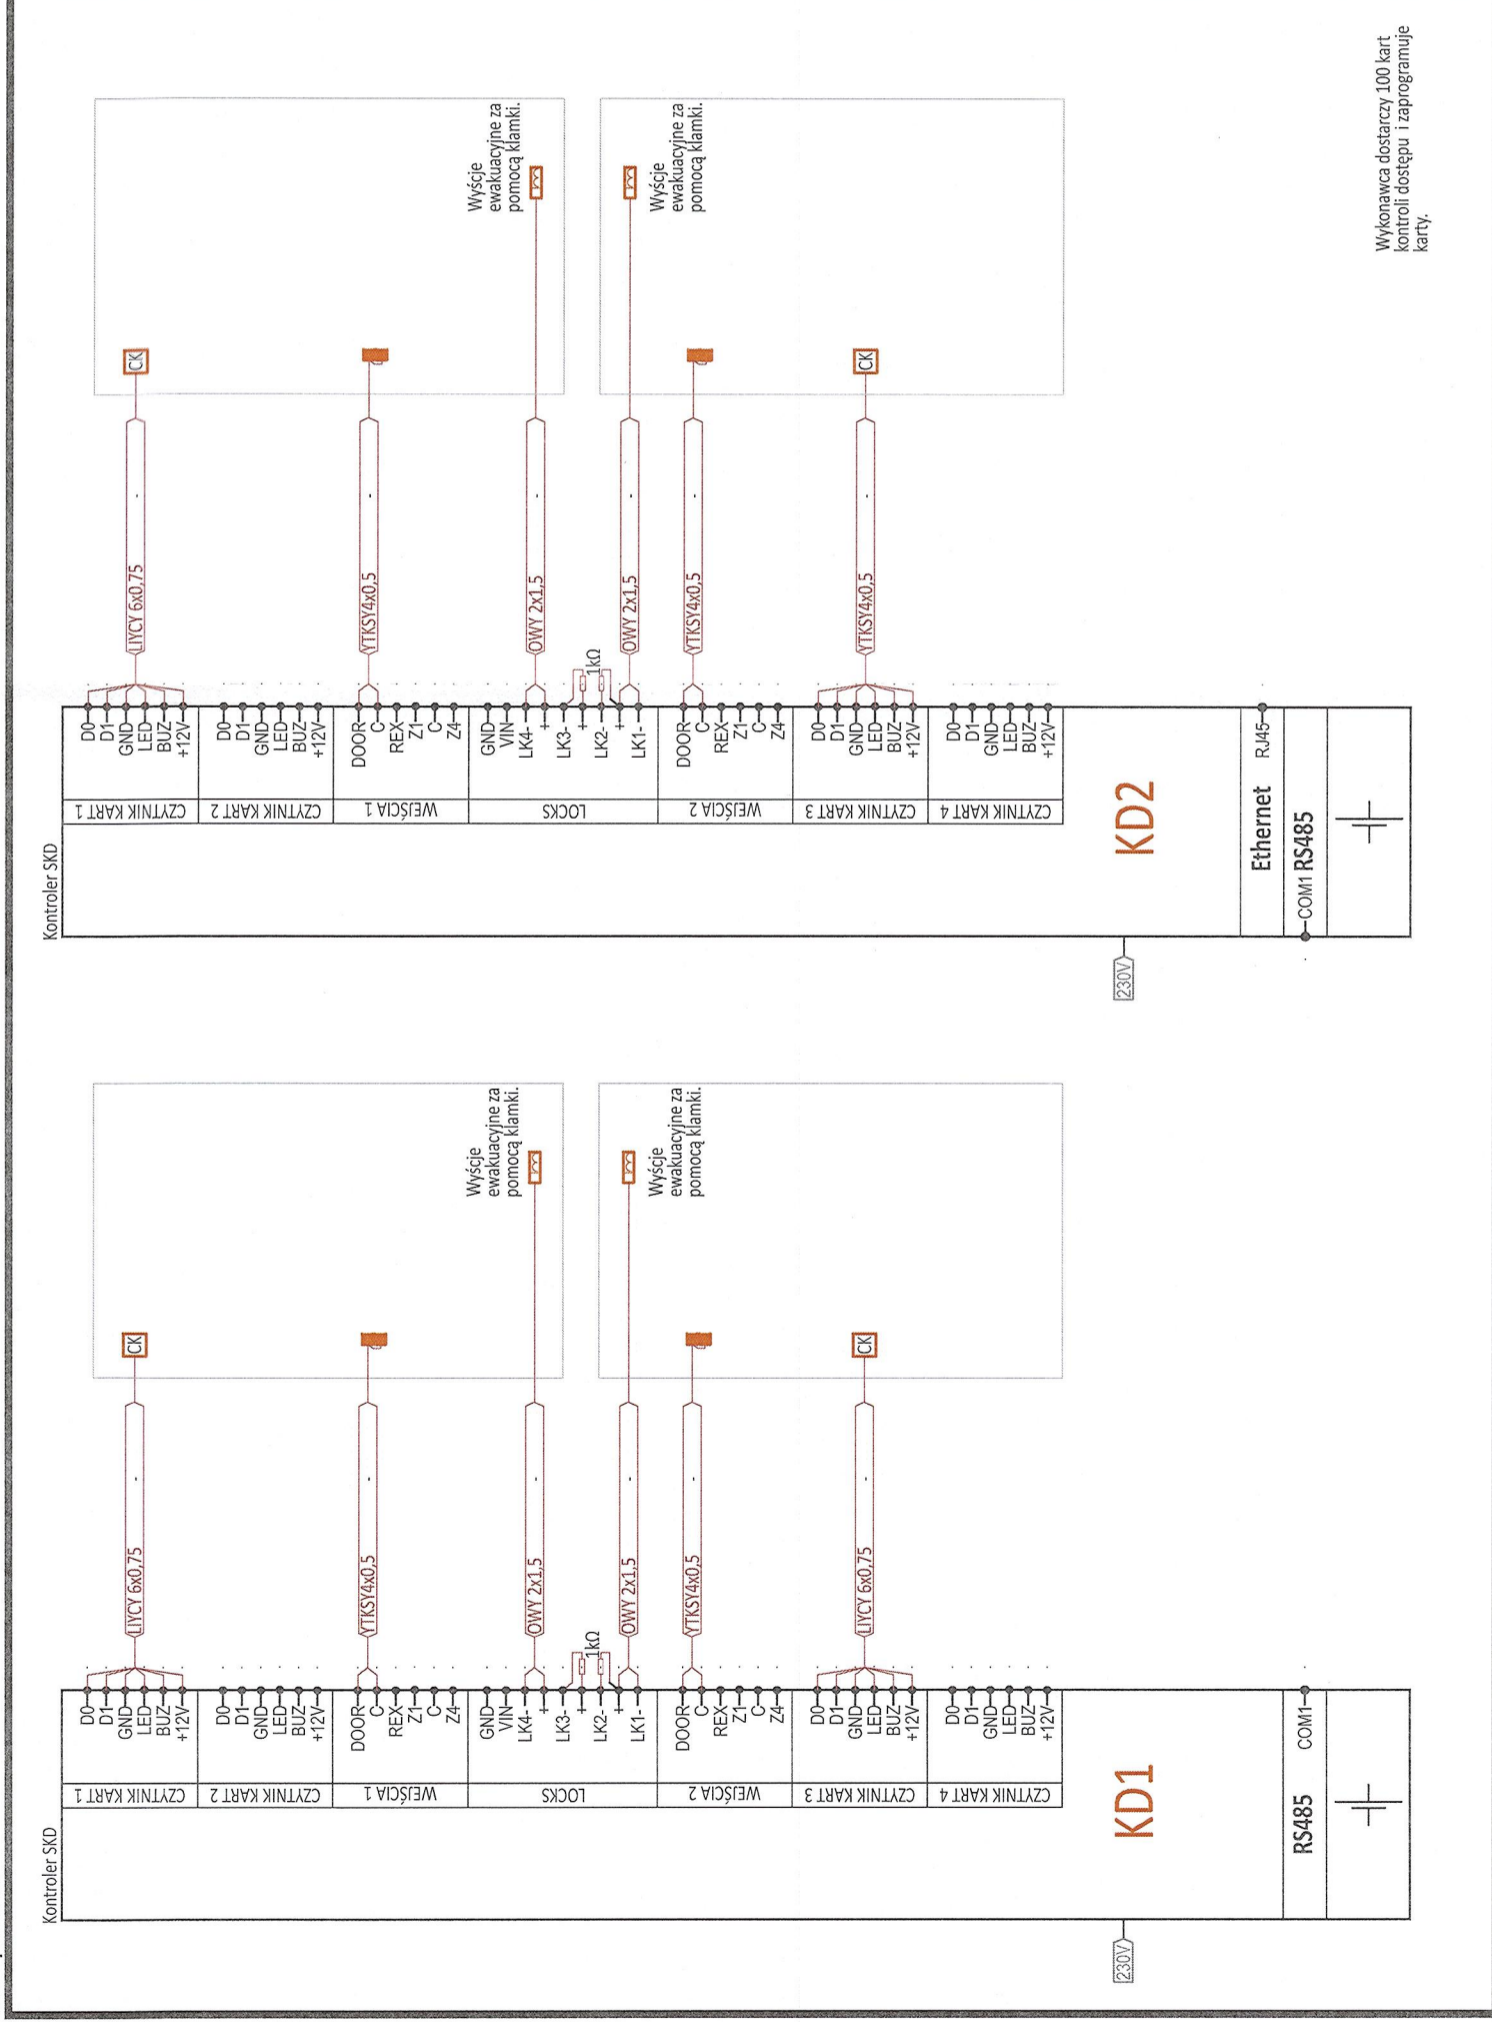 Kontroler SKD
CZYTNIK KART 1
D0
D1
GND
LED
BUZ
+12V
LIYCY 6x0,75
-
CK
CZYTNIK KART 2
D0
D1
GND
LED
BUZ
+12V
WEJŚCIA 1
DOOR
C
REX
Z1
C
Z4
YTKSY4x0,5
-
LOCKS
GND
VIN
LK4-
+
LK3-
+
LK2-
+
LK1-
1kΩ
OWY 2x1,5
-
OWY 2x1,5
-
Wyśćje
ewakuacyjne za
pomocą klamki.
Wyśćje
ewakuacyjne za
pomocą klamki.
WEJŚCIA 2
DOOR
C
REX
Z1
C
Z4
YTKSY4x0,5
CZYTNIK KART 3
D0
D1
GND
LED
BUZ
+12V
LIYCY 6x0,75
CK
CZYTNIK KART 4
D0
D1
GND
LED
BUZ
+12V
KD1
230V
RS485 COM1
Kontroler SKD
CZYTNIK KART 1
D0
D1
GND
LED
BUZ
+12V
LIYCY 6x0,75
-
CK
CZYTNIK KART 2
D0
D1
GND
LED
BUZ
+12V
WEJŚCIA 1
DOOR
C
REX
Z1
C
Z4
YTKSY4x0,5
-
LOCKS
GND
VIN
LK4-
+
LK3-
+
LK2-
+
LK1-
1kΩ
OWY 2x1,5
-
OWY 2x1,5
-
Wyśćje
ewakuacyjne za
pomocą klamki.
Wyśćje
ewakuacyjne za
pomocą klamki.
WEJŚCIA 2
DOOR
C
REX
Z1
C
Z4
YTKSY4x0,5
CZYTNIK KART 3
D0
D1
GND
LED
BUZ
+12V
YTKSY4x0,5
CK
CZYTNIK KART 4
D0
D1
GND
LED
BUZ
+12V
KD2
230V
Ethernet RJ45
COM1 RS485
Wykonawca dostarczy 100 kart
kontroli dostępu i zaprogramuje
karty.